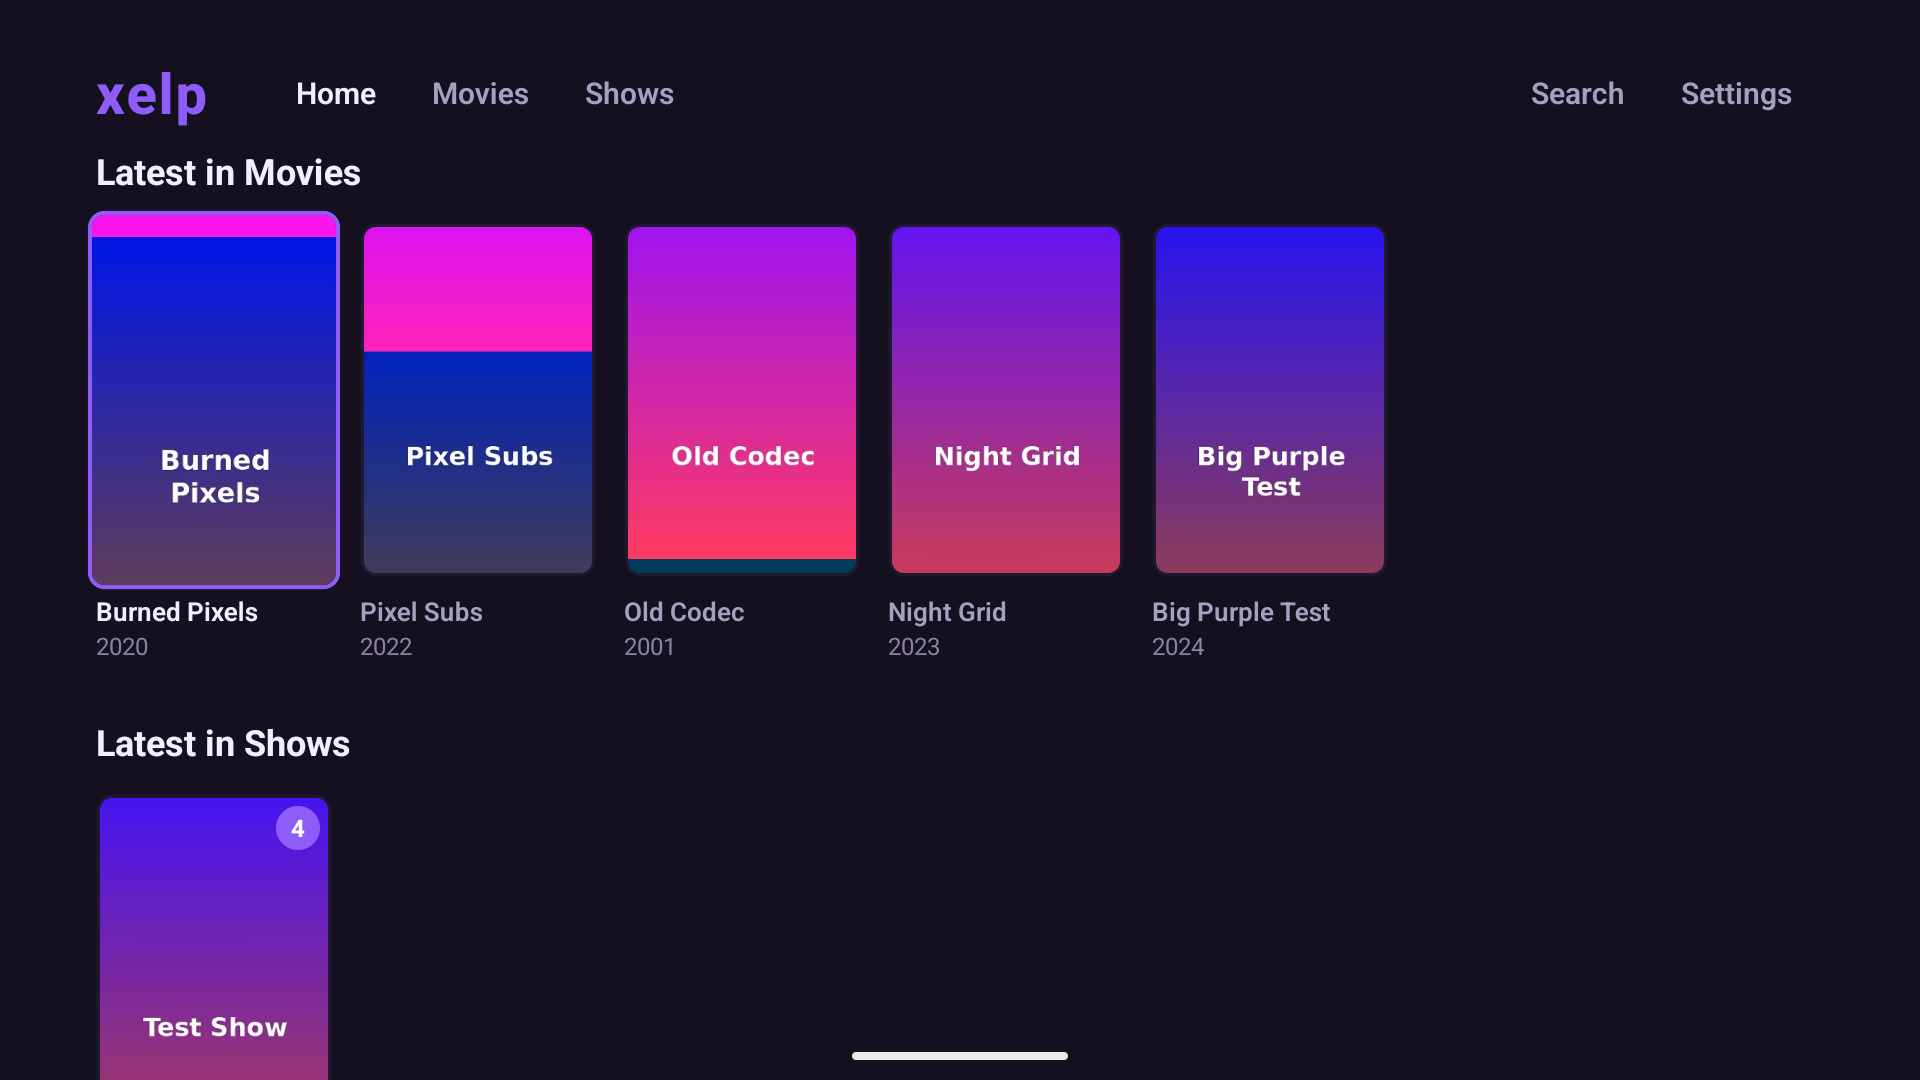 xelp
Home
Movies
Shows
Search
Settings
Latest in Movies
Burned
Pixels
Pixel Subs
Old Codec
Night Grid
Big Purple
Test
Burned Pixels
2020
Pixel Subs
2022
Old Codec
2001
Night Grid
2023
Big Purple Test
2024
Latest in Shows
4
Test Show